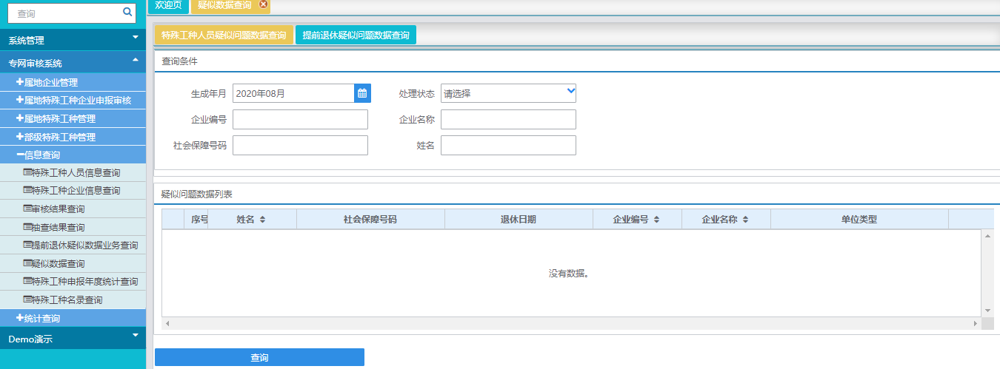 查询
系统管理
专网审核系统
属地企业管理
属地特殊工种企业申报审核
属地特殊工种管理
部级特殊工种管理
信息查询
特殊工种人员信息查询
特殊工种企业信息查询
审核结果查询
抽查结果查询
提前退休疑似数据业务查询
疑似数据查询
特殊工种申报年度统计查询
特殊工种名录查询
统计查询
Demo演示
欢迎页 疑似数据查询
特殊工种人员疑似问题数据查询 提前退休疑似问题数据查询
查询条件
生成年月 2020年08月 处理状态 请选择
企业编号 企业名称
社会保障号码 姓名
疑似问题数据列表
序号 姓名 社会保障号码 退休日期 企业编号 企业名称 单位类型
没有数据。
查询